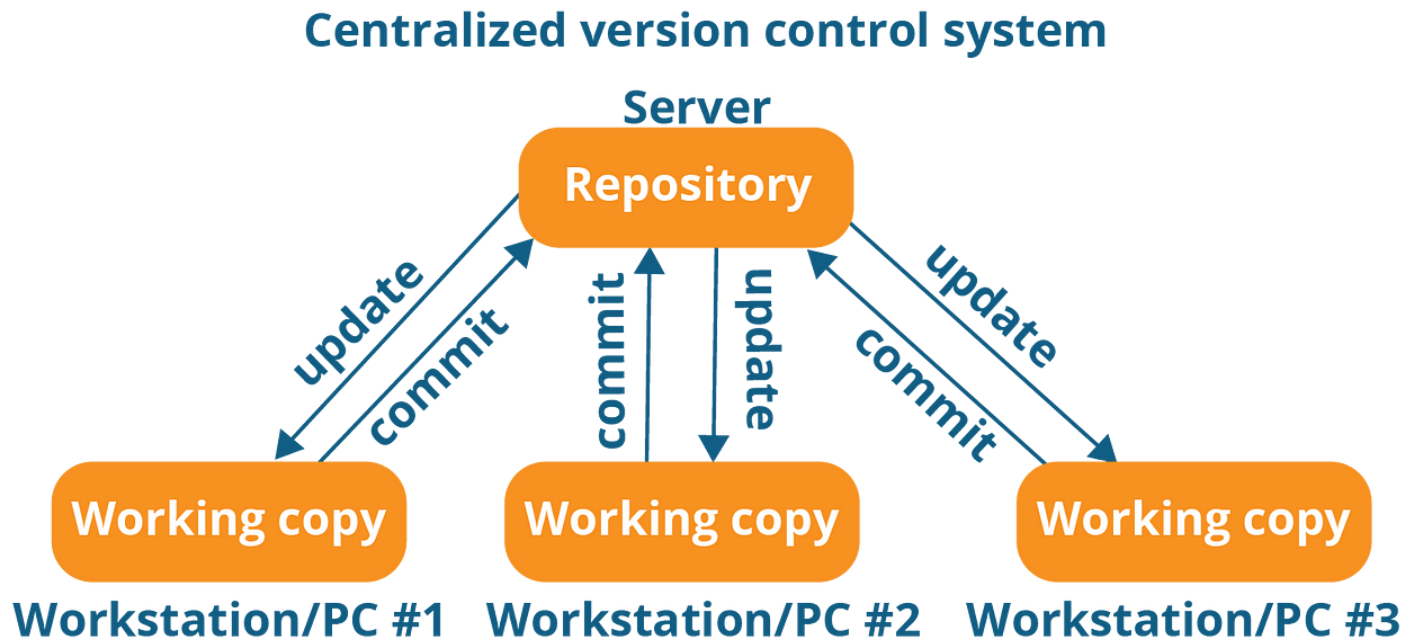 Centralized version control system
Server
Repository
update
commit
commit
update
update
commit
Working copy
Working copy
Working copy
Workstation/PC #1
Workstation/PC #2
Workstation/PC #3